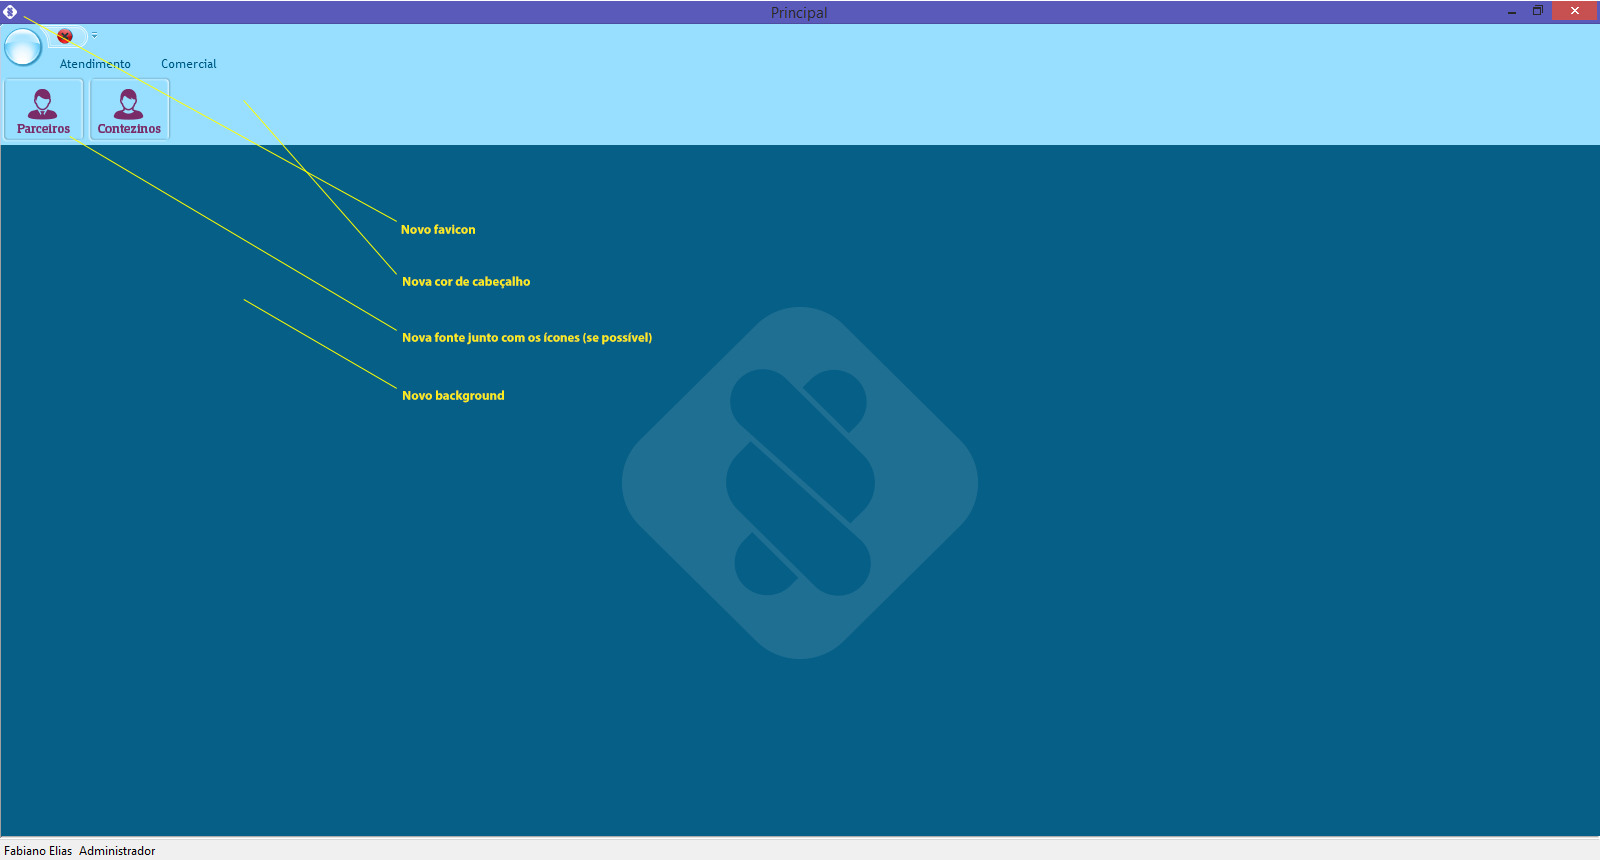 Principal
Atendimento Comercial
Parceiros Contezinos
Novo favicon
Nova cor de cabeçalho
Nova fonte junto com os ícones (se possível)
Novo background
Fabiano Elias Administrador